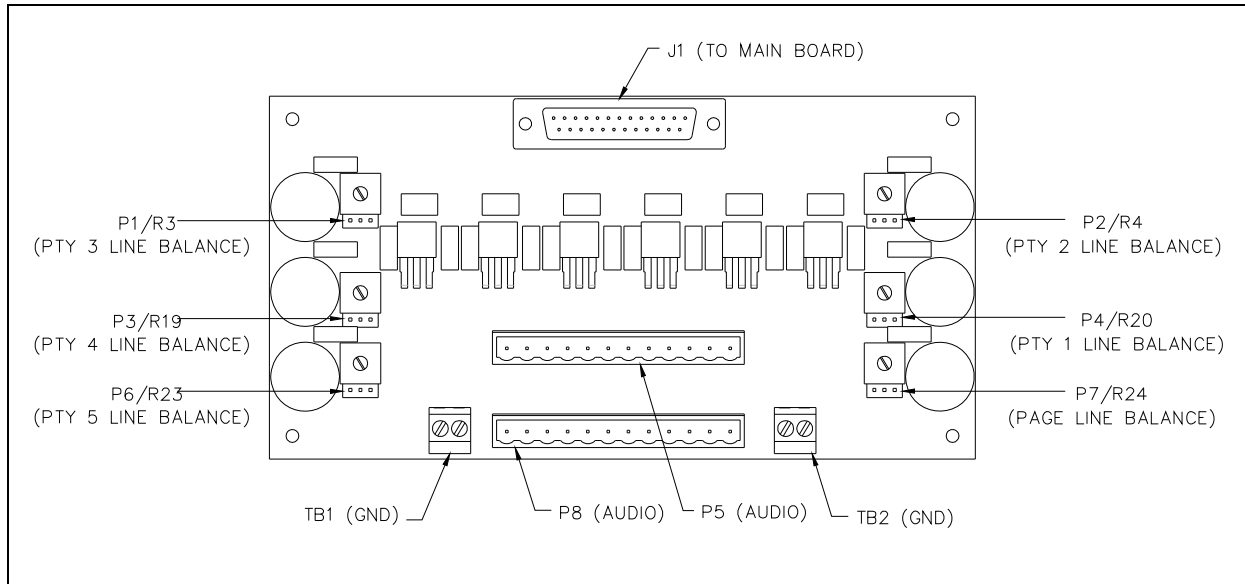 J1 (TO MAIN BOARD)
P1/R3
(PTY 3 LINE BALANCE)
P2/R4
(PTY 2 LINE BALANCE)
P3/R19
(PTY 4 LINE BALANCE)
P4/R20
(PTY 1 LINE BALANCE)
P6/R23
(PTY 5 LINE BALANCE)
P7/R24
(PAGE LINE BALANCE)
TB1 (GND)
P8 (AUDIO)
P5 (AUDIO)
TB2 (GND)